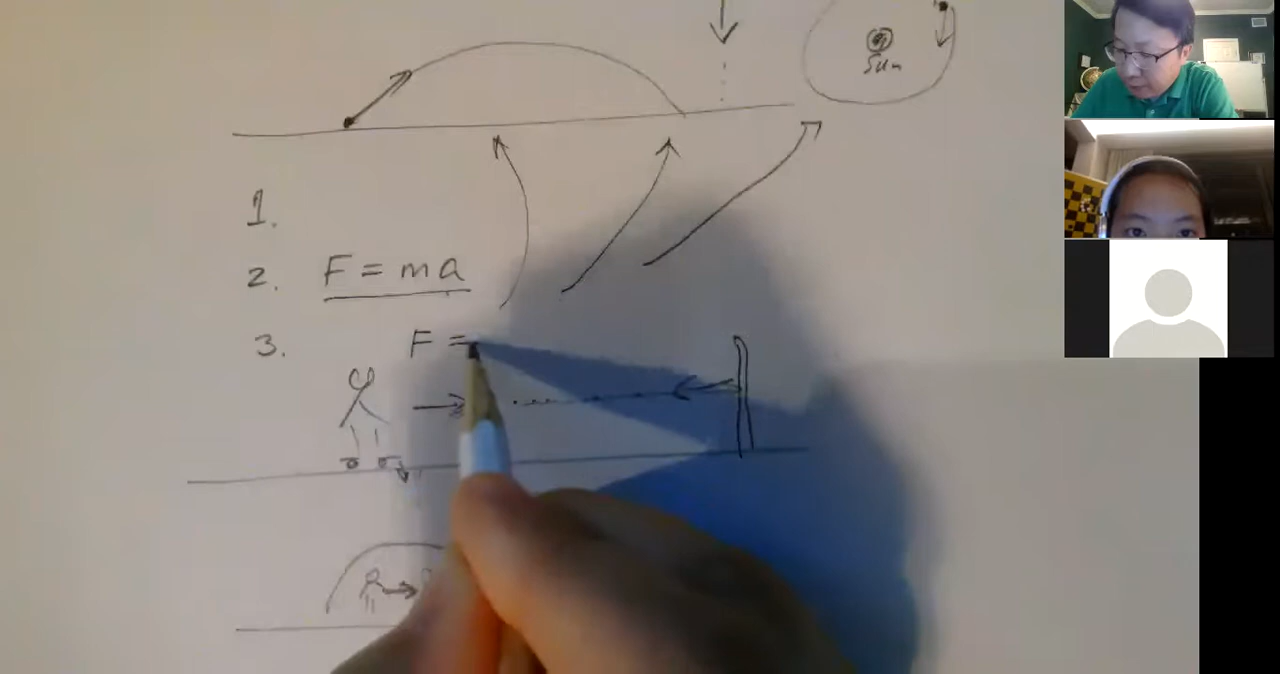 Sun
1.
2. F = ma
3. F =